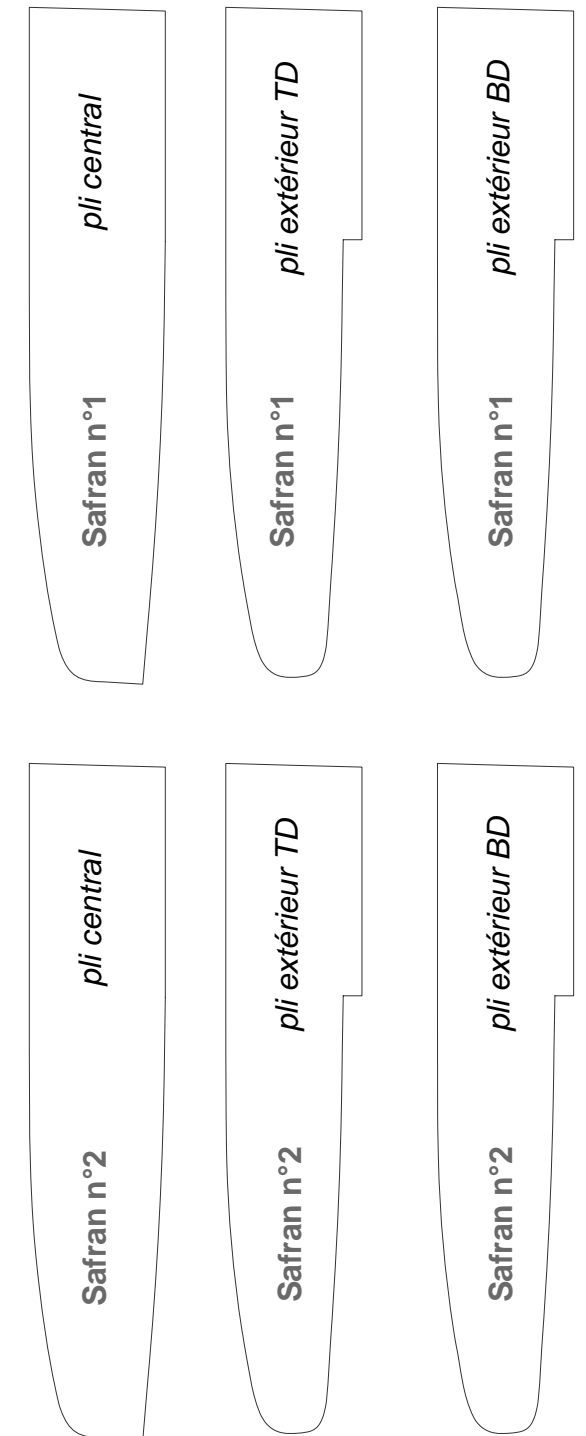 pli central
Safran n°1
pli extérieur TD
Safran n°1
pli extérieur BD
Safran n°1
pli central
Safran n°2
pli extérieur TD
Safran n°2
pli extérieur BD
Safran n°2